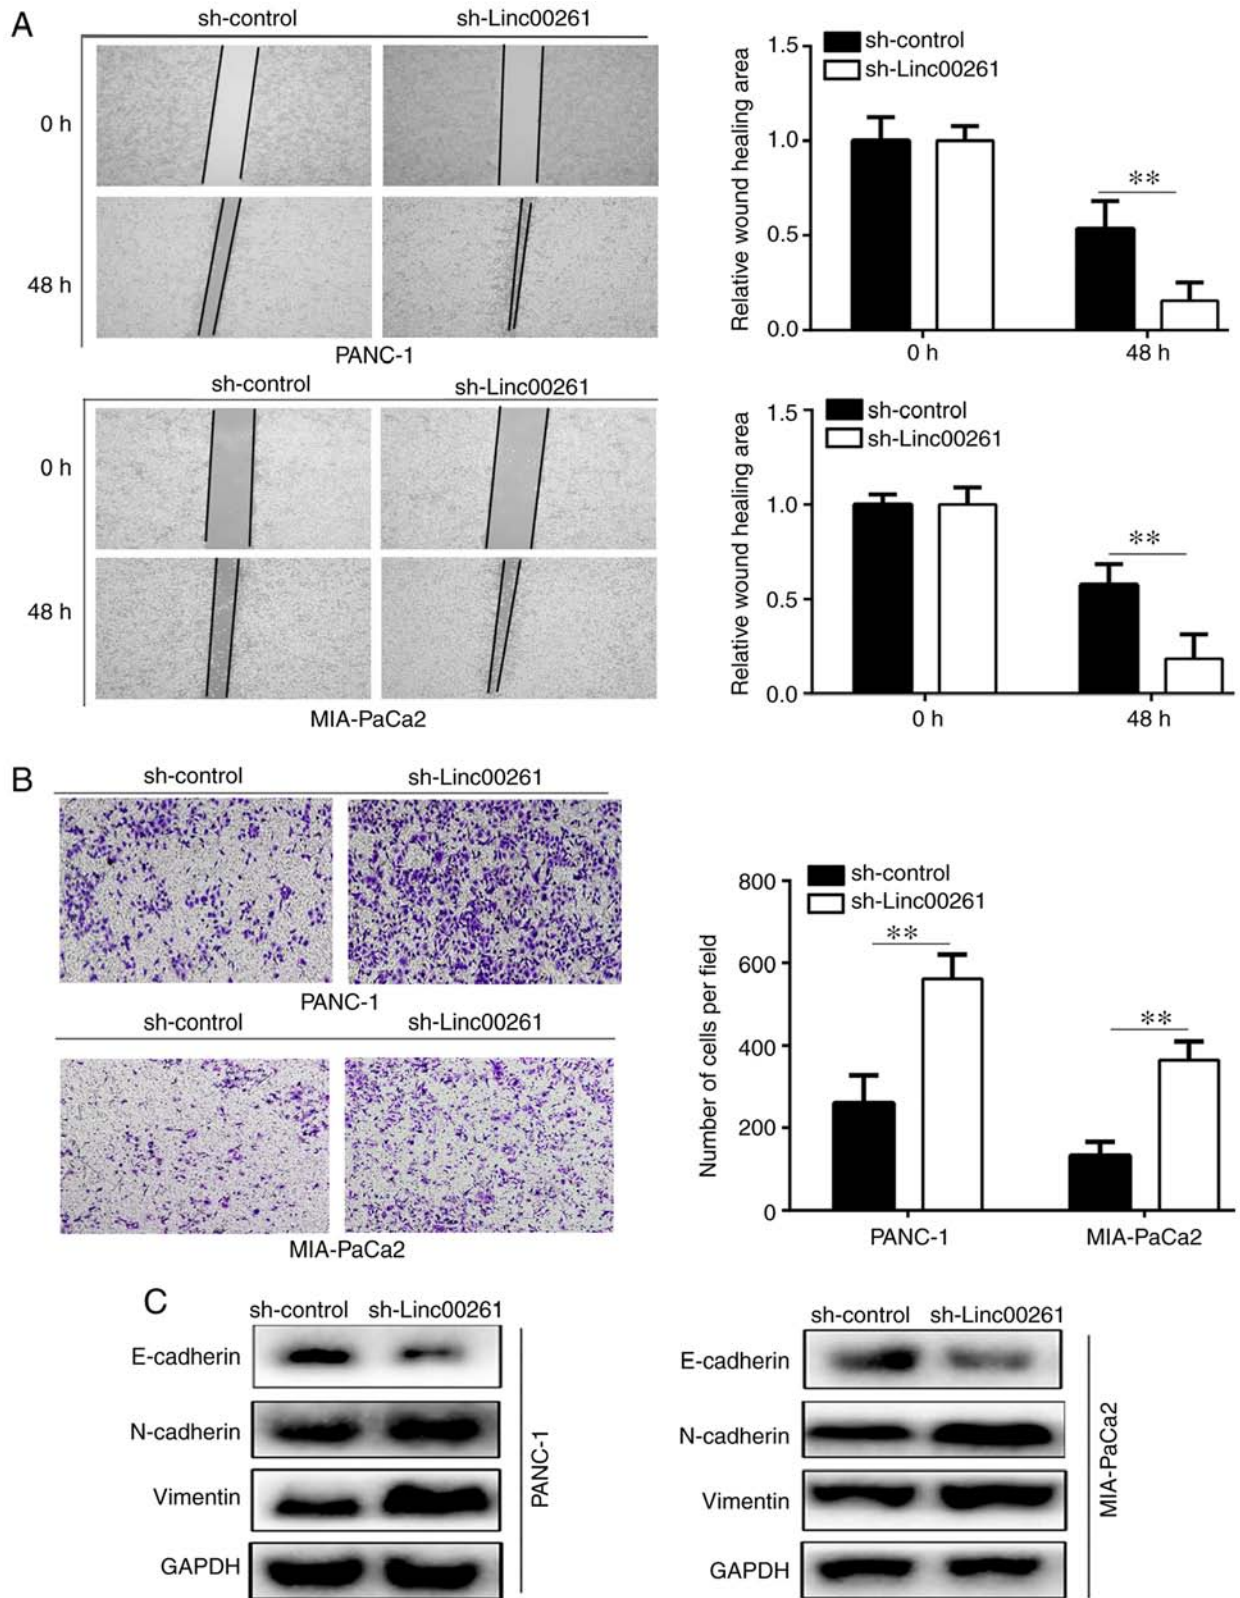 A
sh-control
sh-Linc00261
0 h
48 h
PANC-1
sh-control
sh-Linc00261
0 h
48 h
MIA-PaCa2
sh-control
sh-Linc00261
Relative wound healing area
1.5
1.0
0.5
0.0
**
0 h
48 h
sh-control
sh-Linc00261
Relative wound healing area
1.5
1.0
0.5
0.0
**
0 h
48 h
B
sh-control
sh-Linc00261
PANC-1
sh-control
sh-Linc00261
MIA-PaCa2
sh-control
sh-Linc00261
Number of cells per field
800
600
400
200
0
**
**
PANC-1
MIA-PaCa2
C
sh-control
sh-Linc00261
E-cadherin
N-cadherin
Vimentin
GAPDH
PANC-1
sh-control
sh-Linc00261
E-cadherin
N-cadherin
Vimentin
GAPDH
MIA-PaCa2